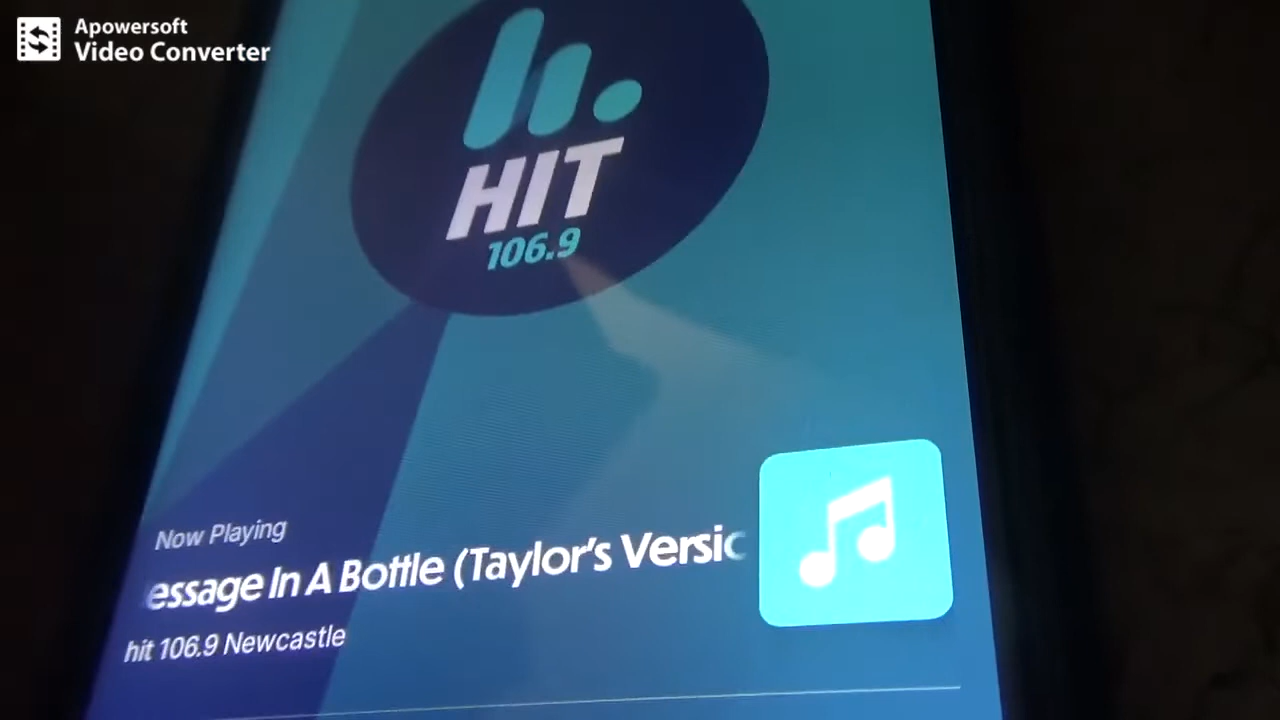 Apowersoft
Video Converter
HIT
106.9
Now Playing
essage In A Bottle (Taylor's Versic
hit 106.9 Newcastle